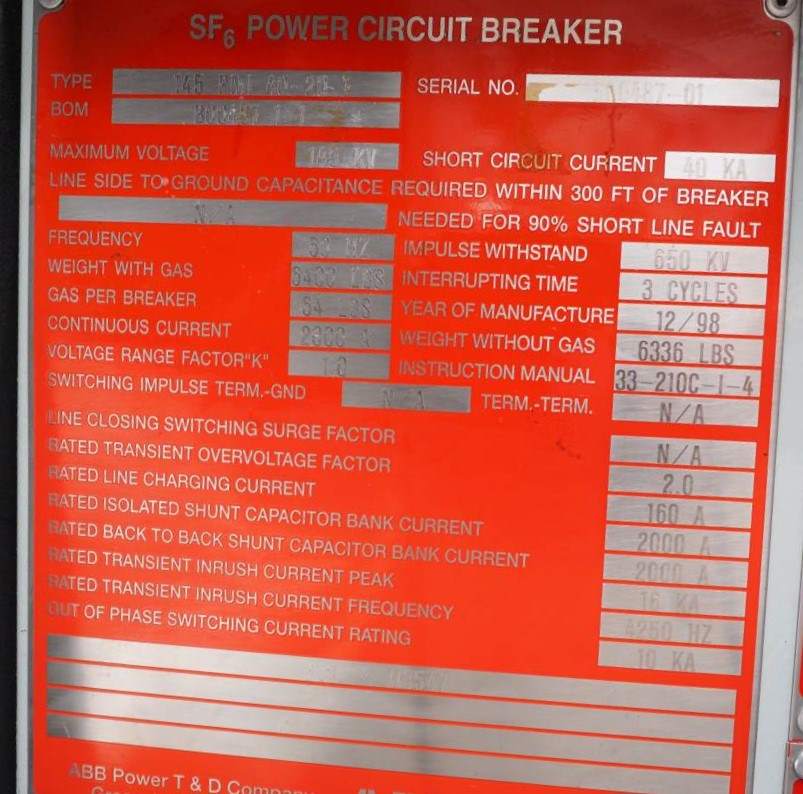 SF6 POWER CIRCUIT BREAKER
TYPE SERIAL NO.
BOM
MAXIMUM VOLTAGE SHORT CIRCUIT CURRENT 40 KA
LINE SIDE TO GROUND CAPACITANCE REQUIRED WITHIN 300 FT OF BREAKER
N/A NEEDED FOR 90% SHORT LINE FAULT
FREQUENCY HZ IMPULSE WITHSTAND 650 KV
WEIGHT WITH GAS LBS INTERRUPTING TIME 3 CYCLES
GAS PER BREAKER LBS YEAR OF MANUFACTURE 12/98
CONTINUOUS CURRENT WEIGHT WITHOUT GAS 6336 LBS
VOLTAGE RANGE FACTOR"K" 1.0 INSTRUCTION MANUAL 33-210C-I-4
SWITCHING IMPULSE TERM.-GND N/A TERM.-TERM. N/A
LINE CLOSING SWITCHING SURGE FACTOR N/A
RATED TRANSIENT OVERVOLTAGE FACTOR 2.0
RATED LINE CHARGING CURRENT 160 A
RATED ISOLATED SHUNT CAPACITOR BANK CURRENT 2000 A
RATED BACK TO BACK SHUNT CAPACITOR BANK CURRENT 2000 A
RATED TRANSIENT INRUSH CURRENT PEAK 16 KA
RATED TRANSIENT INRUSH CURRENT FREQUENCY 4250 HZ
OUT OF PHASE SWITCHING CURRENT RATING 10 KA
ABB Power T & D Company